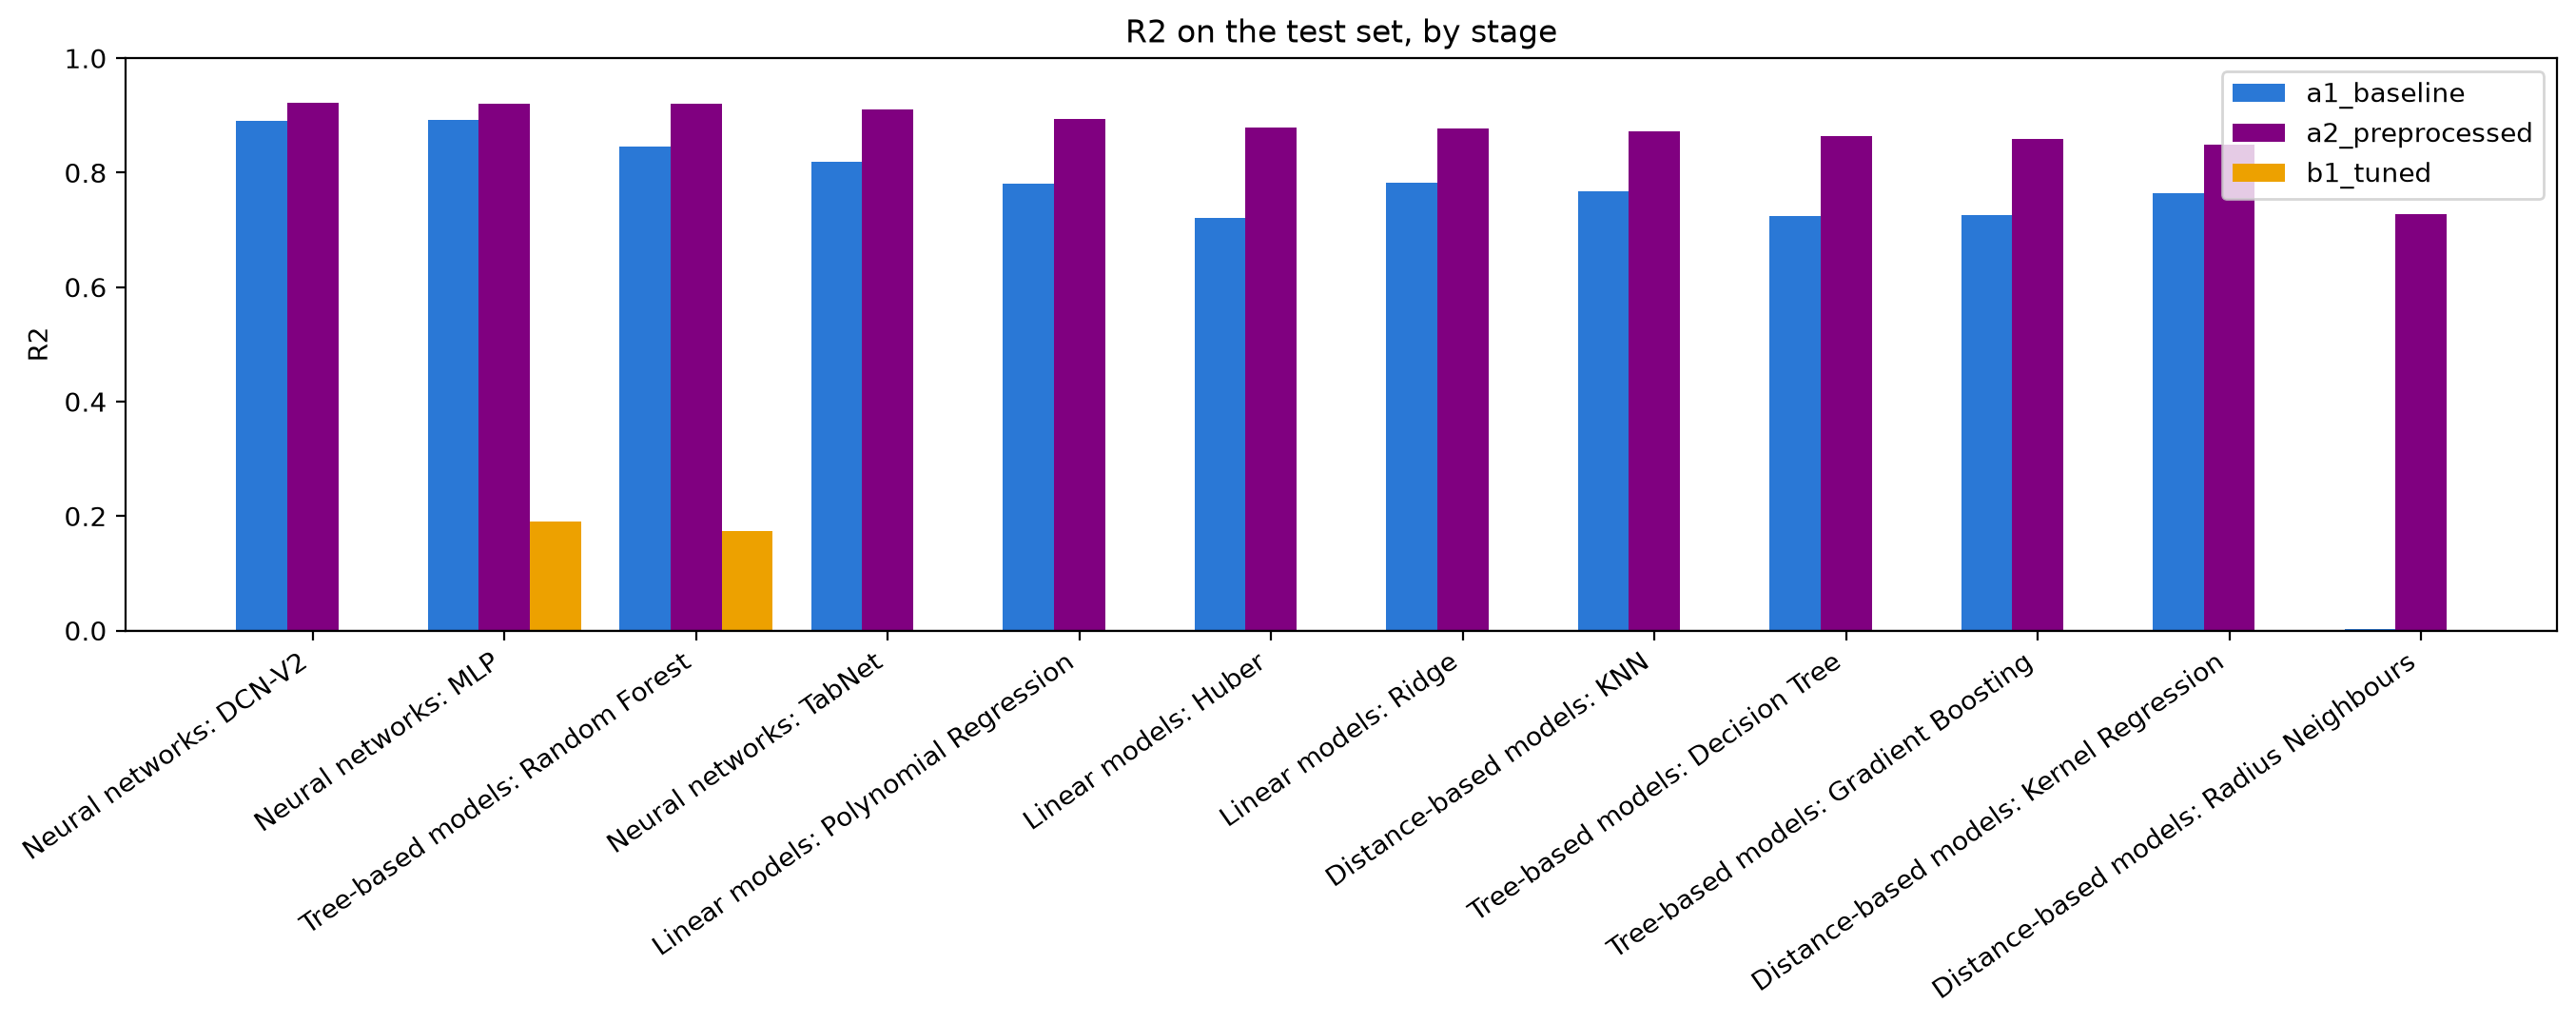 R2 on the test set, by stage
a1_baseline
a2_preprocessed
b1_tuned
R2
1.0
0.8
0.6
0.4
0.2
0.0
Neural networks: DCN-V2
Neural networks: MLP
Tree-based models: Random Forest
Neural networks: TabNet
Linear models: Polynomial Regression
Linear models: Huber
Linear models: Ridge
Distance-based models: KNN
Tree-based models: Decision Tree
Tree-based models: Gradient Boosting
Distance-based models: Kernel Regression
Distance-based models: Radius Neighbours